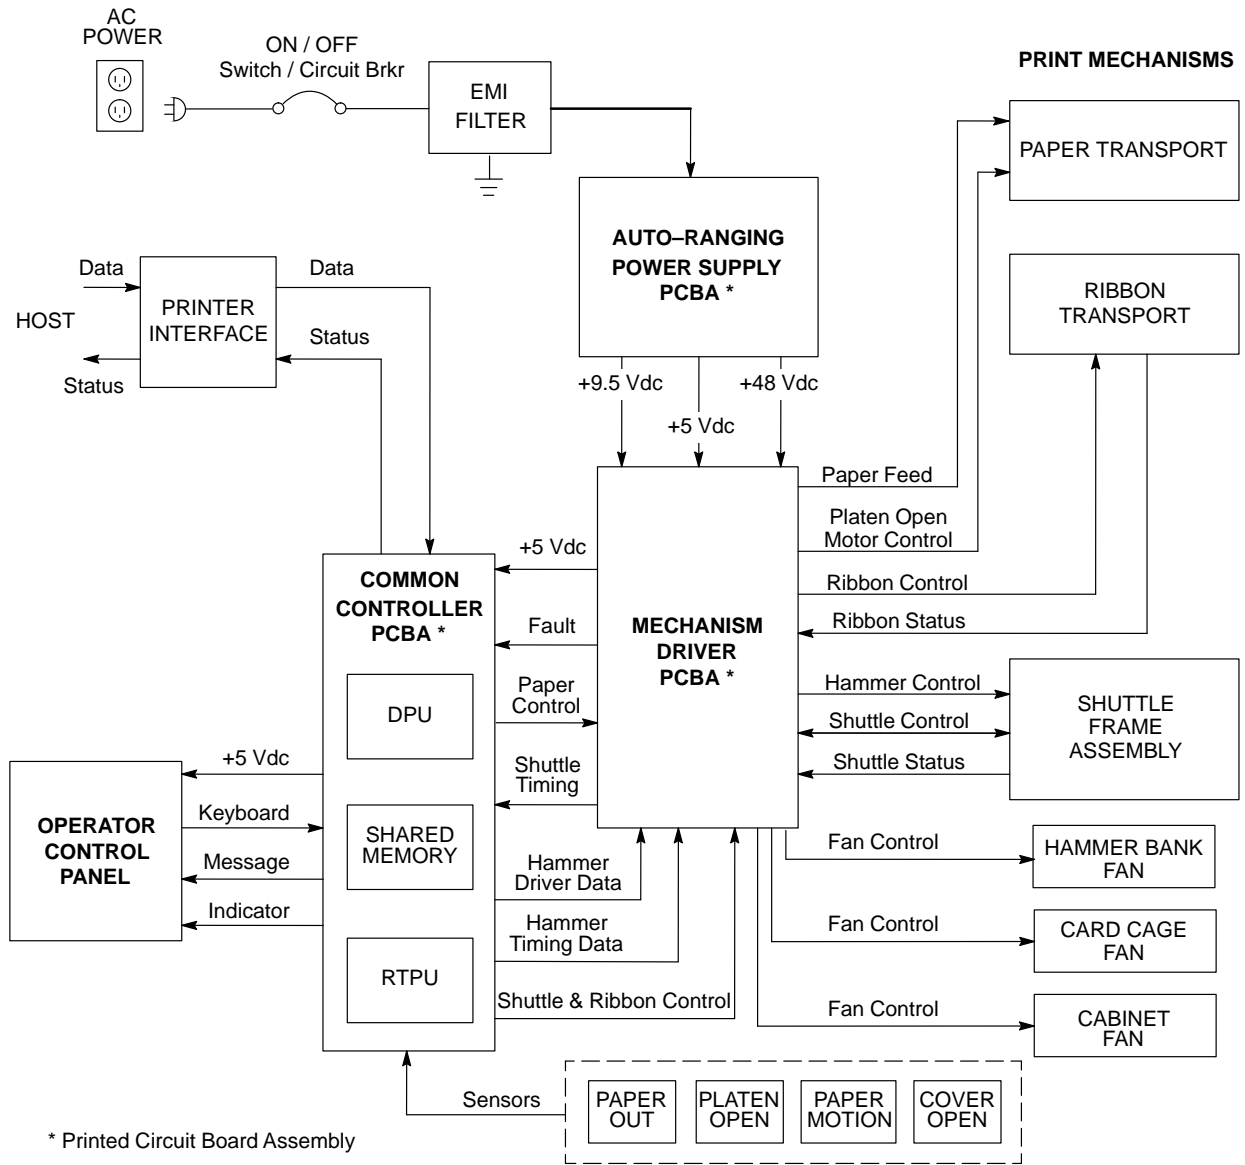 AC
POWER
ON / OFF
Switch / Circuit Brkr
EMI
FILTER
PRINT MECHANISMS
PAPER TRANSPORT
AUTO–RANGING
POWER SUPPLY
PCBA *
RIBBON
TRANSPORT
Data
Data
PRINTER
INTERFACE
HOST
Status
Status
+9.5 Vdc
+48 Vdc
+5 Vdc
Paper Feed
Platen Open
Motor Control
Ribbon Control
Ribbon Status
+5 Vdc
COMMON
CONTROLLER
PCBA *
Fault
MECHANISM
DRIVER
PCBA *
Hammer Control
Shuttle Control
Shuttle Status
SHUTTLE
FRAME
ASSEMBLY
DPU
Paper
Control
Shuttle
Timing
+5 Vdc
Keyboard
Message
Indicator
OPERATOR
CONTROL
PANEL
SHARED
MEMORY
Hammer
Driver Data
Hammer
Timing Data
RTPU
Shuttle & Ribbon Control
Fan Control
HAMMER BANK
FAN
Fan Control
CARD CAGE
FAN
Fan Control
CABINET
FAN
Sensors
PAPER
OUT
PLATEN
OPEN
PAPER
MOTION
COVER
OPEN
* Printed Circuit Board Assembly